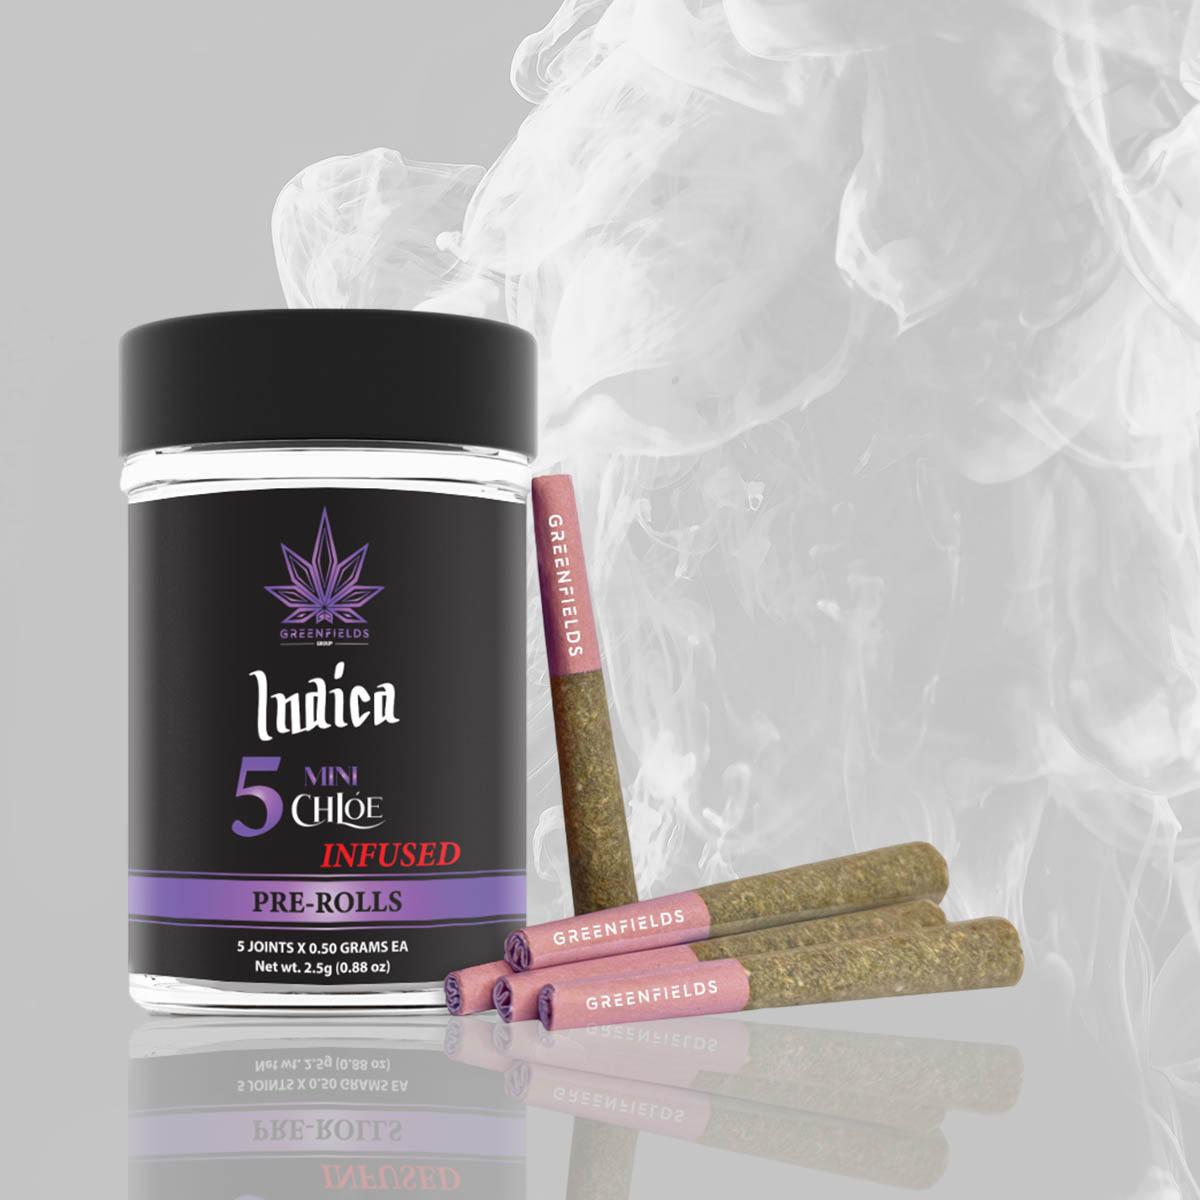 GREENFIELDS
GROUP
Indica
5 MINI
CHLÓE
INFUSED
PRE-ROLLS
5 JOINTS X 0.50 GRAMS EA
Net wt. 2.5g (0.88 oz)
GREENFIELDS
GREENFIELDS
GREENFIELDS